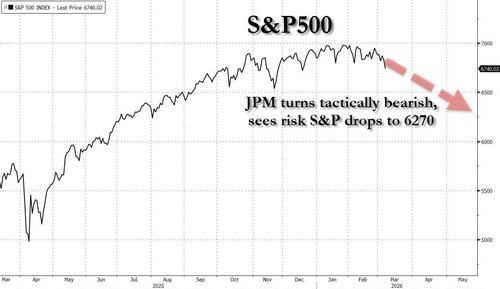 S&P 500 INDEX - Last Price 6740.02
S&P500
7000
6740.02
JPM turns tactically bearish,
sees risk S&P drops to 6270
6500
6000
5500
5000
Mar Apr May Jun Jul Aug Sep Oct Nov Dec Jan Feb Mar Apr May
2025 2026